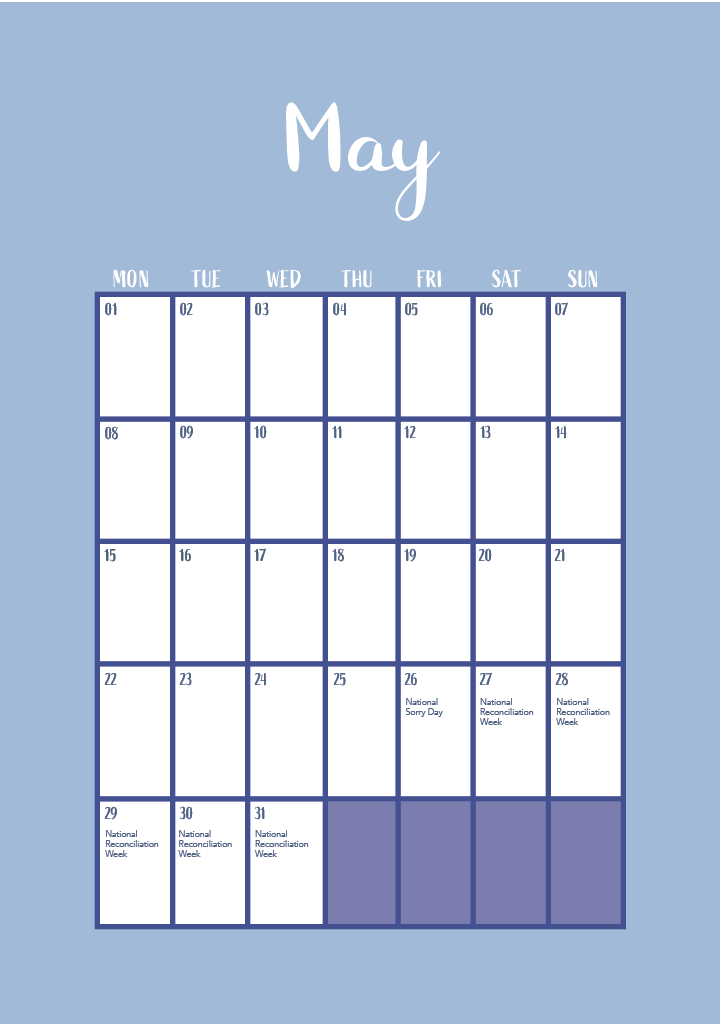 May
MON TUE WED THU FRI SAT SUN
01 02 03 04 05 06 07
08 09 10 11 12 13 14
15 16 17 18 19 20 21
22 23 24 25 26 27 28
National
Sorry Day
National
Reconciliation
Week
National
Reconciliation
Week
29 30 31
National
Reconciliation
Week
National
Reconciliation
Week
National
Reconciliation
Week